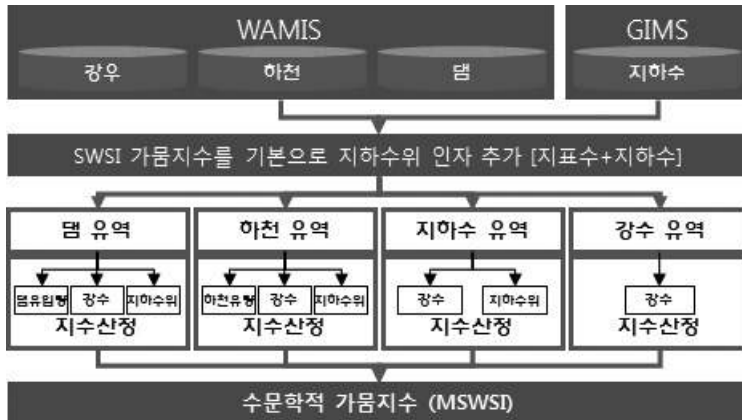 WAMIS
GIMS
강우
하천
댐
지하수
SWSI 가뭄지수를 기본으로 지하수위 인자 추가 [지표수+지하수]
댐 유역
하천 유역
지하수 유역
강수 유역
댐유입량
강수
지하수위
지수산정
하천유량
강수
지하수위
지수산정
강수
지하수위
지수산정
강수
지수산정
수문학적 가뭄지수 (MSWSI)